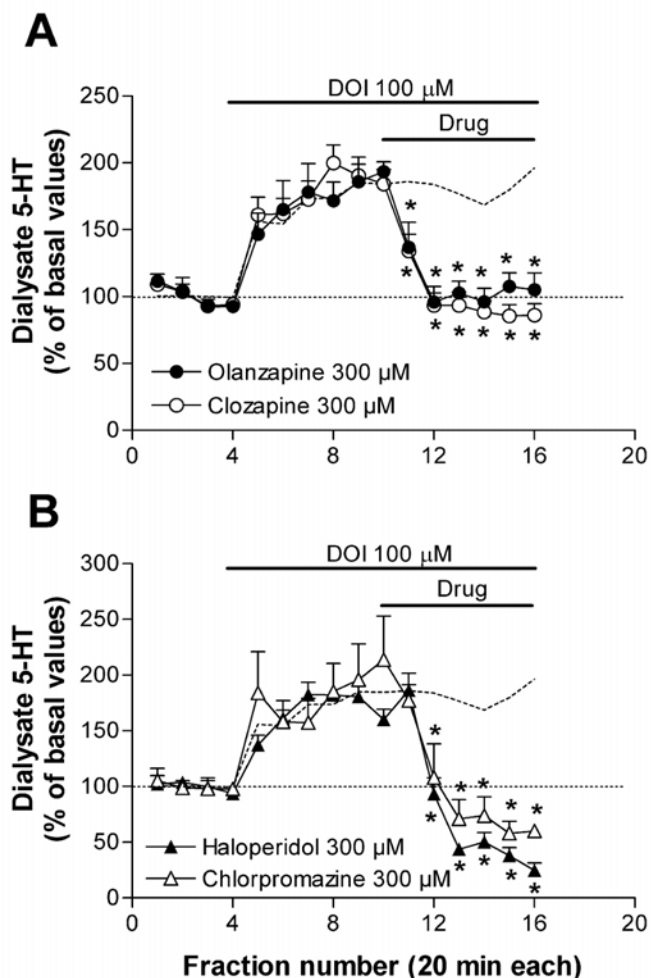 A
DOI 100 µM
Drug
250
200
150
100
50
0
Dialysate 5-HT
(% of basal values)
* * * * * *
* * * * * *
Olanzapine 300 µM
Clozapine 300 µM
0 4 8 12 16 20
B
DOI 100 µM
Drug
300
250
200
150
100
50
0
Dialysate 5-HT
(% of basal values)
* * * * *
* * * * *
Haloperidol 300 µM
Chlorpromazine 300 µM
0 4 8 12 16 20
Fraction number (20 min each)